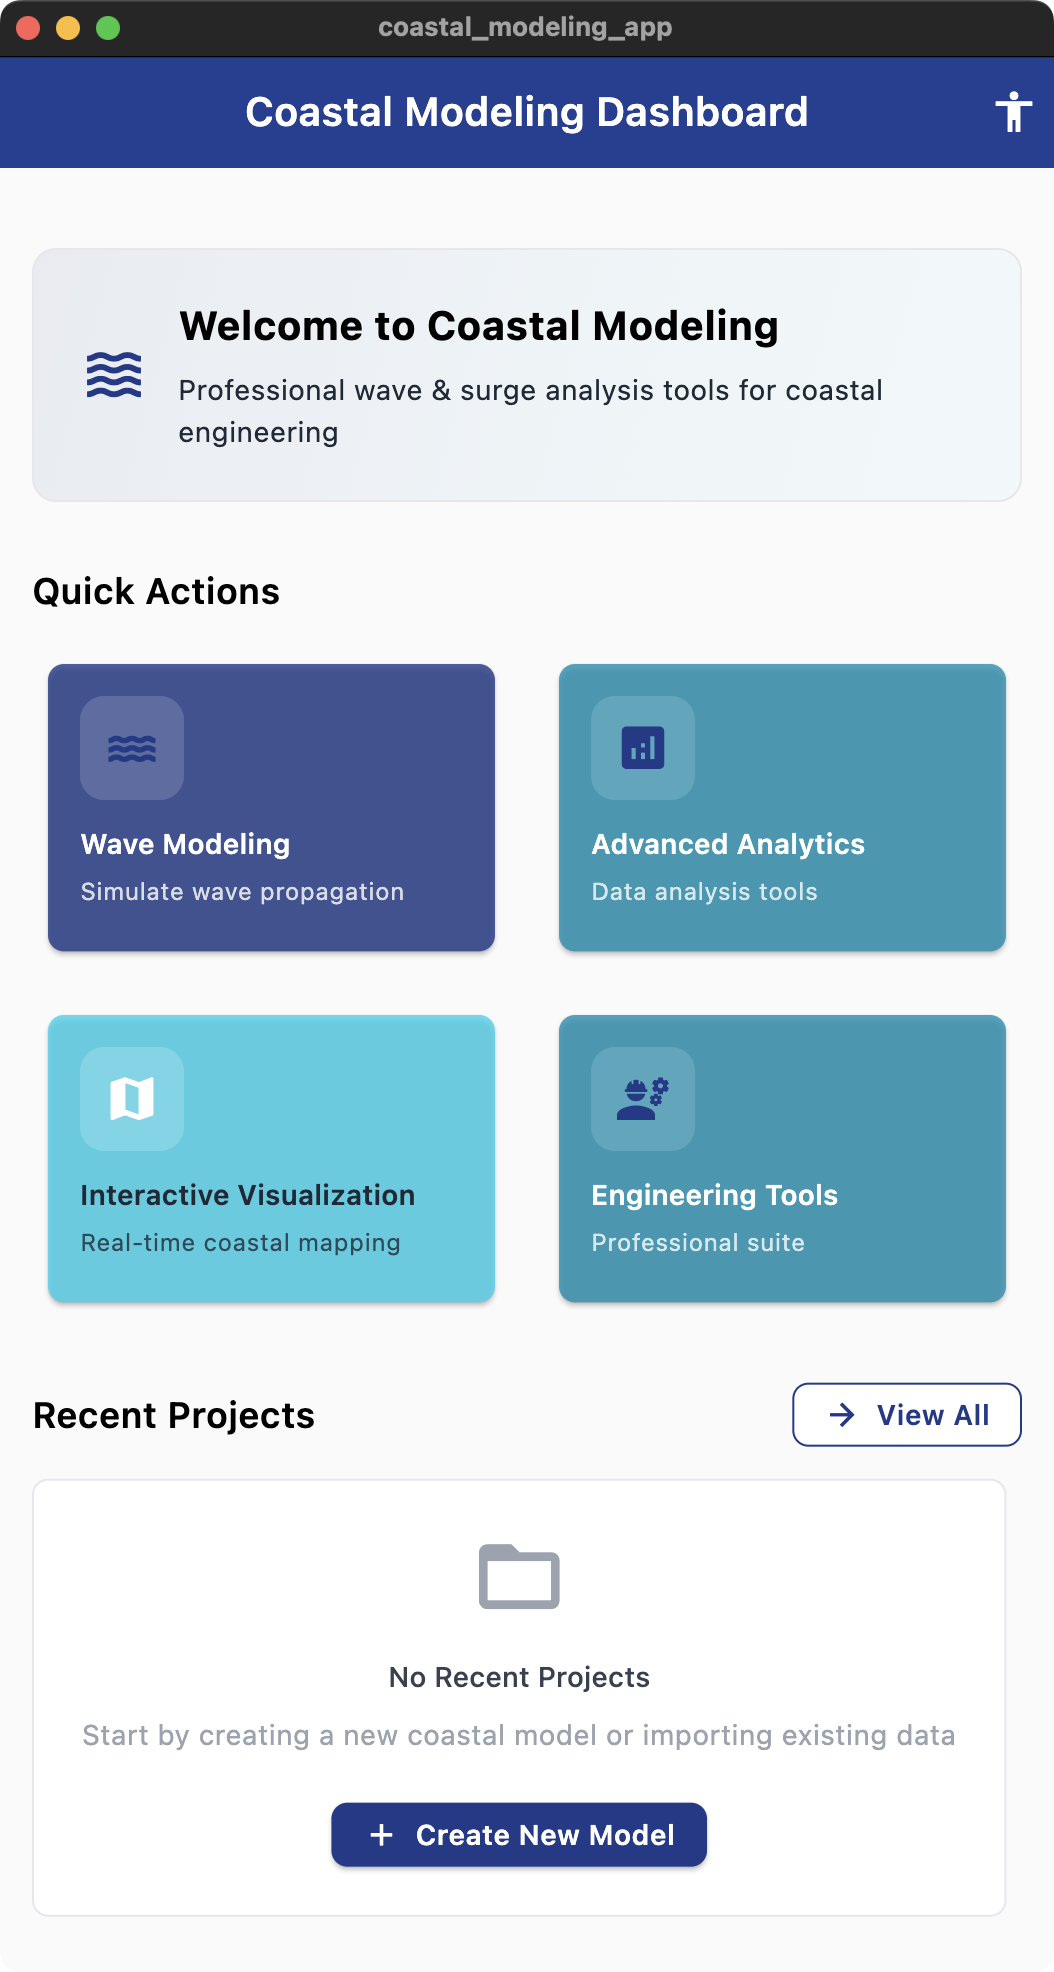 coastal_modeling_app
Coastal Modeling Dashboard
Welcome to Coastal Modeling
Professional wave & surge analysis tools for coastal
engineering
Quick Actions
Wave Modeling
Simulate wave propagation
Advanced Analytics
Data analysis tools
Interactive Visualization
Real-time coastal mapping
Engineering Tools
Professional suite
Recent Projects
View All
No Recent Projects
Start by creating a new coastal model or importing existing data
Create New Model